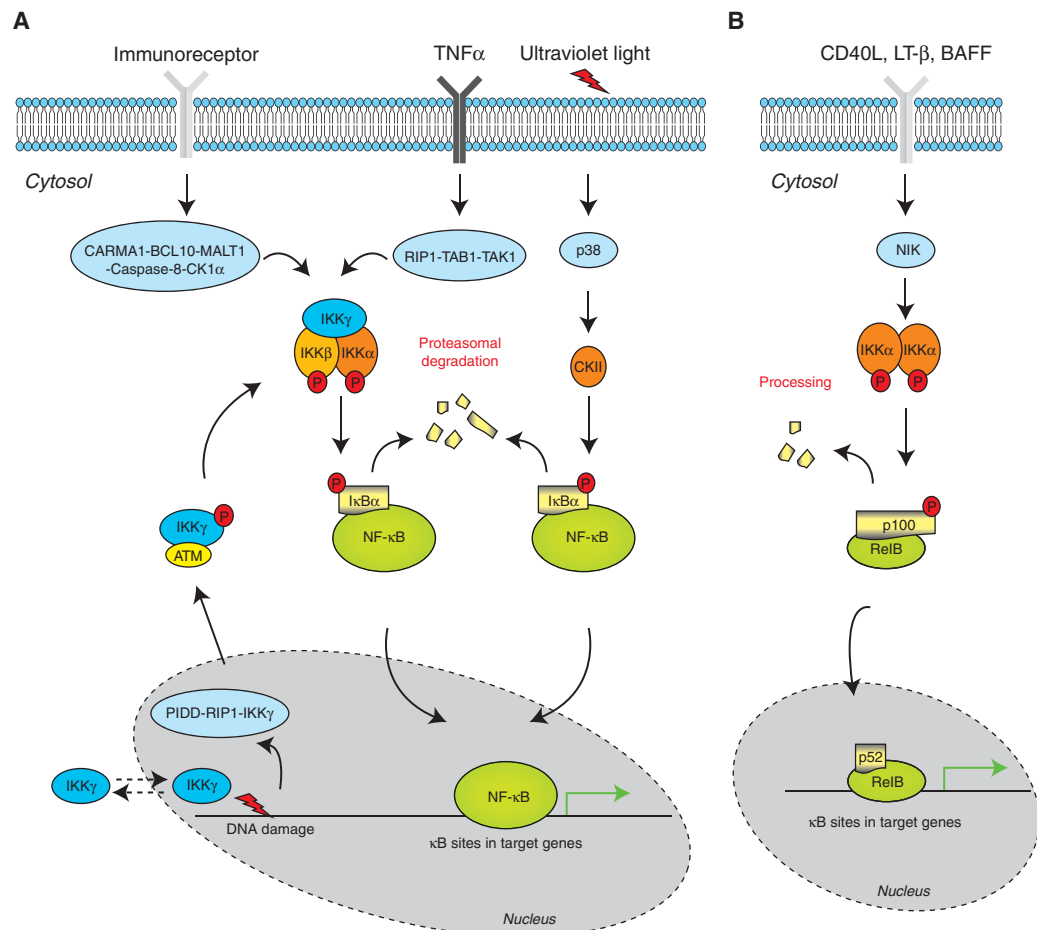 A
Immunoreceptor
TNFα
Ultraviolet light
Cytosol
CARMA1-BCL10-MALT1
-Caspase-8-CK1α
RIP1-TAB1-TAK1
p38
IKKγ
IKKβ
IKKα
P
P
Proteasomal
degradation
CKII
P
IκBα
NF-κB
P
IκBα
NF-κB
IKKγ
P
ATM
PIDD-RIP1-IKKγ
IKKγ
IKKγ
DNA damage
NF-κB
κB sites in target genes
Nucleus
B
CD40L, LT-β, BAFF
Cytosol
NIK
IKKα
IKKα
P
P
Processing
P
p100
RelB
p52
RelB
κB sites in target genes
Nucleus